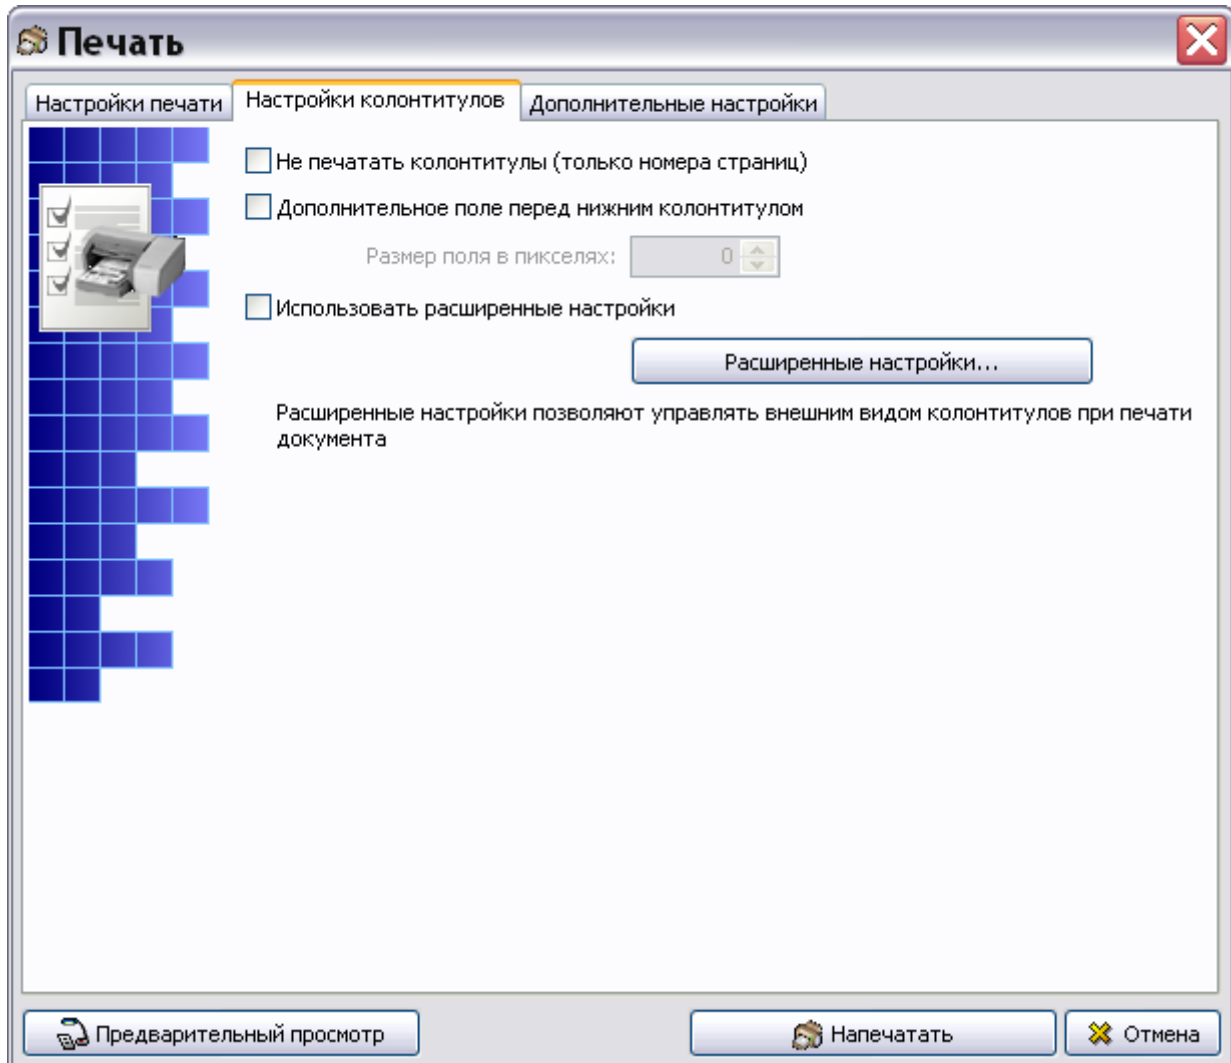 Печать
Настройки печати
Настройки колонтитулов
Дополнительные настройки
Не печатать колонтитулы (только номера страниц)
Дополнительное поле перед нижним колонтитулом
Размер поля в пикселях: 0
Использовать расширенные настройки
Расширенные настройки...
Расширенные настройки позволяют управлять внешним видом колонтитулов при печати
документа
Предварительный просмотр
Напечатать
Отмена